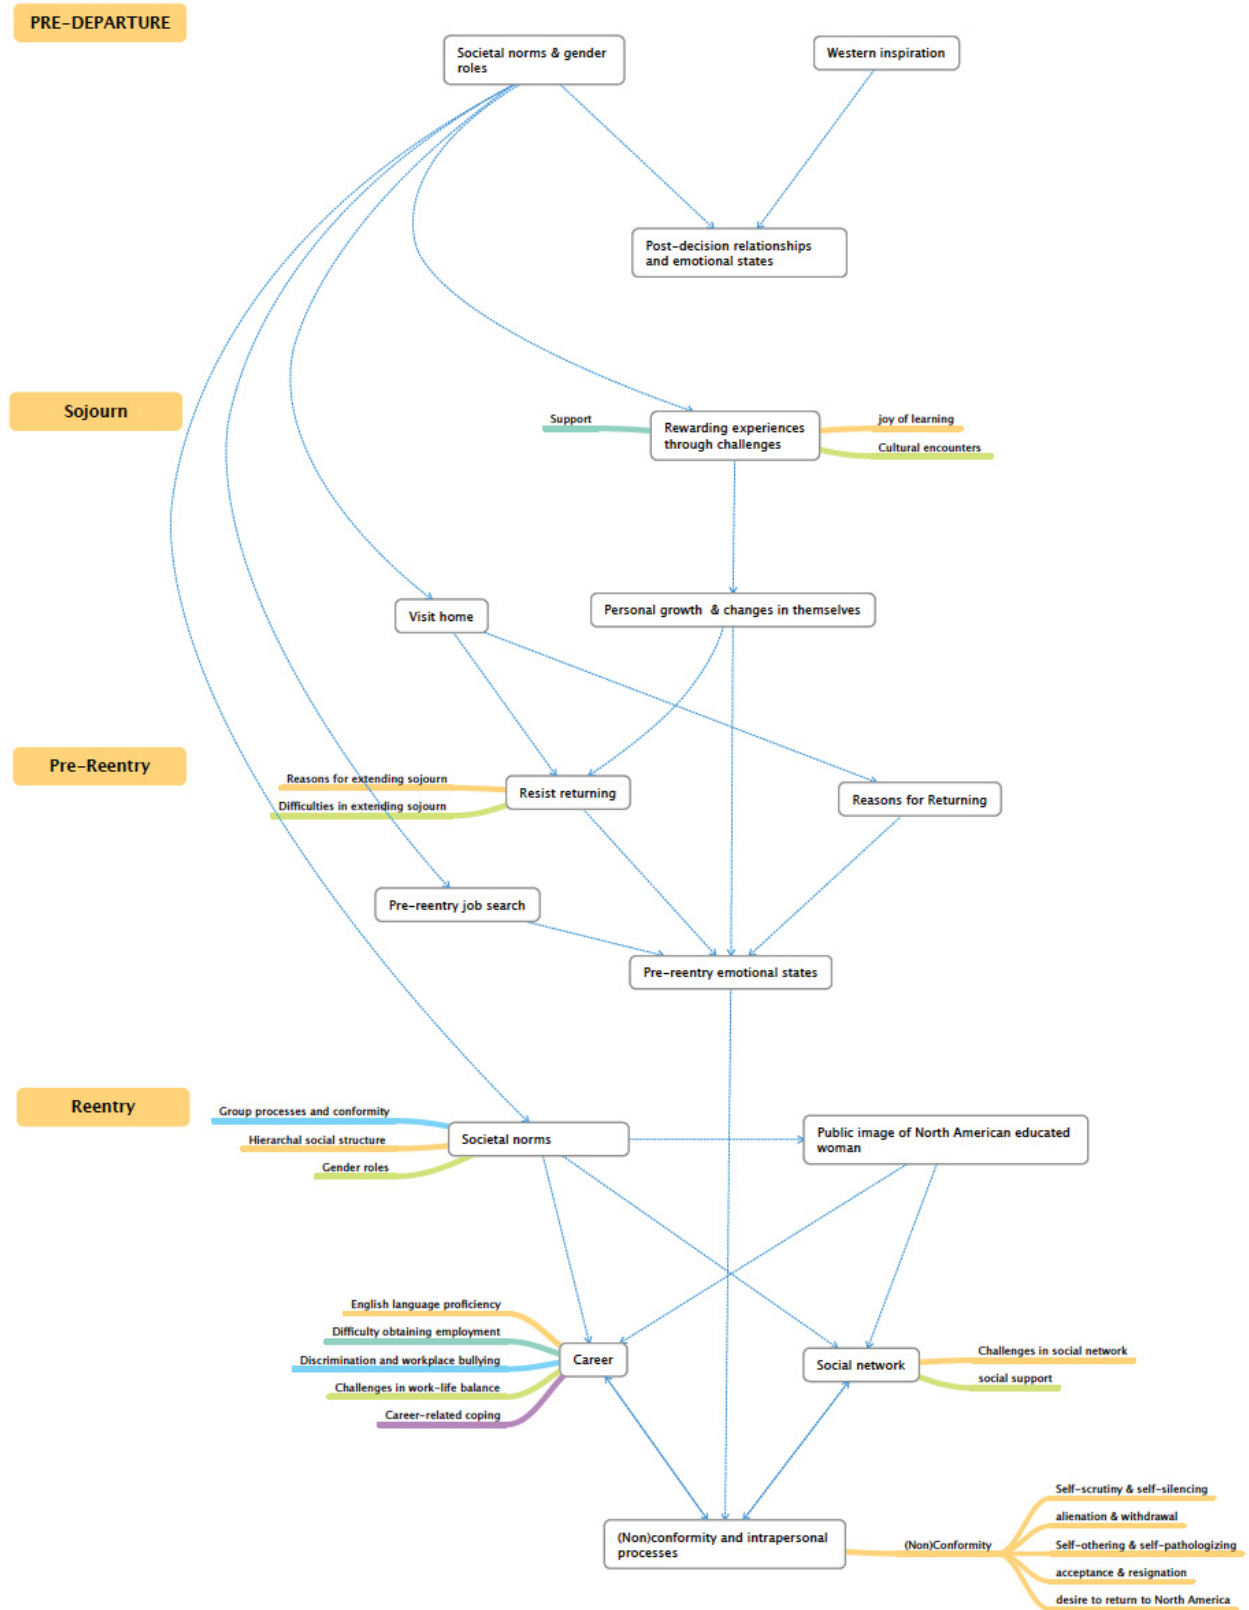 PRE-DEPARTURE
Societal norms & gender
roles
Western inspiration
Post-decision relationships
and emotional states
Sojourn
Support
Rewarding experiences
through challenges
joy of learning
Cultural encounters
Visit home
Personal growth & changes in themselves
Pre-Reentry
Reasons for extending sojourn
Difficulties in extending sojourn
Resist returning
Reasons for Returning
Pre-reentry job search
Pre-reentry emotional states
Reentry
Group processes and conformity
Hierarchal social structure
Gender roles
Societal norms
Public image of North American educated
woman
English language proficiency
Difficulty obtaining employment
Discrimination and workplace bullying
Challenges in work-life balance
Career-related coping
Career
Social network
Challenges in social network
social support
(Non)conformity and intrapersonal
processes
(Non)Conformity
Self-scrutiny & self-silencing
alienation & withdrawal
Self-othering & self-pathologizing
acceptance & resignation
desire to return to North America